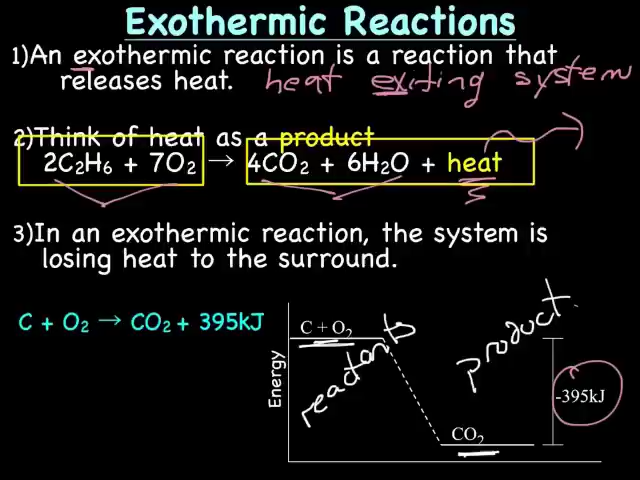 Exothermic Reactions
1)An exothermic reaction is a reaction that
releases heat. heat exiting system
2)Think of heat as a product
2C₂H₆ + 7O₂ → 4CO₂ + 6H₂O + heat
3)In an exothermic reaction, the system is
losing heat to the surround.
C + O₂ → CO₂ + 395kJ
C + O₂
reactants
product.
Energy
-395kJ
CO₂